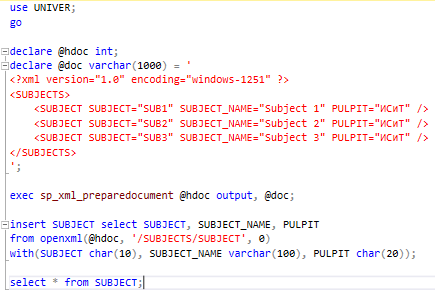 use UNIVER;
go
declare @hdoc int;
declare @doc varchar(1000) = '
<?xml version="1.0" encoding="windows-1251" ?>
<SUBJECTS>
<SUBJECT SUBJECT="SUB1" SUBJECT_NAME="Subject 1" PULPIT="ИСиТ" />
<SUBJECT SUBJECT="SUB2" SUBJECT_NAME="Subject 2" PULPIT="ИСиТ" />
<SUBJECT SUBJECT="SUB3" SUBJECT_NAME="Subject 3" PULPIT="ИСиТ" />
</SUBJECTS>
';
exec sp_xml_preparedocument @hdoc output, @doc;
insert SUBJECT select SUBJECT, SUBJECT_NAME, PULPIT
from openxml(@hdoc, '/SUBJECTS/SUBJECT', 0)
with(SUBJECT char(10), SUBJECT_NAME varchar(100), PULPIT char(20));
select * from SUBJECT;